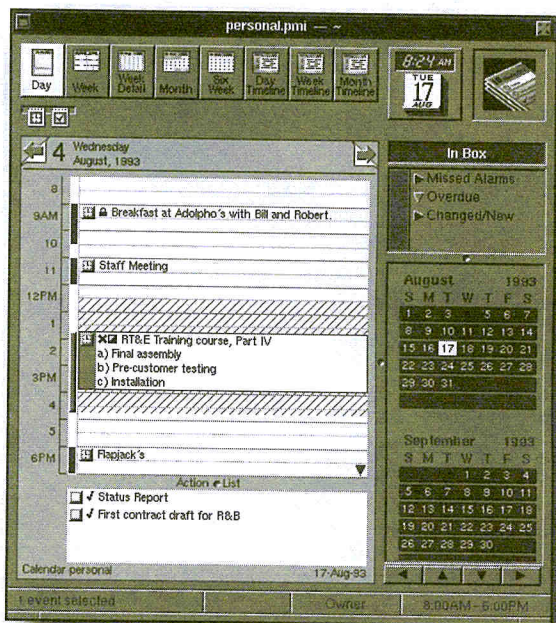 personal.pmi — ~
Day
Week
Week Detail
Month
Six Week
Day Timeline
Week Timeline
Month Timeline
8:24 AM
TUE
17
AUG
4 Wednesday
August, 1993
8
9AM Breakfast at Adolpho's with Bill and Robert.
10
11 Staff Meeting
12PM
1
RT&E Training course, Part IV
2 a) Final assembly
b) Pre-customer testing
3PM c) Installation
4
5
6PM Flapjack's
Action List
Status Report
First contract draft for R&B
Calendar personal 17-Aug-93
In Box
Missed Alarms
Overdue
Changed/New
August 1993
S M T W T F S
1 2 3 5 6 7
8 9 10 11 12 13 14
15 16 17 18 19 20 21
22 23 24 25 26 27 28
29 30 31
September 1993
S M T W T F S
1 2 3 4
5 6 7 8 9 10 11
12 13 14 15 16 17 18
19 20 21 22 23 24 25
26 27 28 29 30
1 event selected Owner 8:00AM - 6:00PM